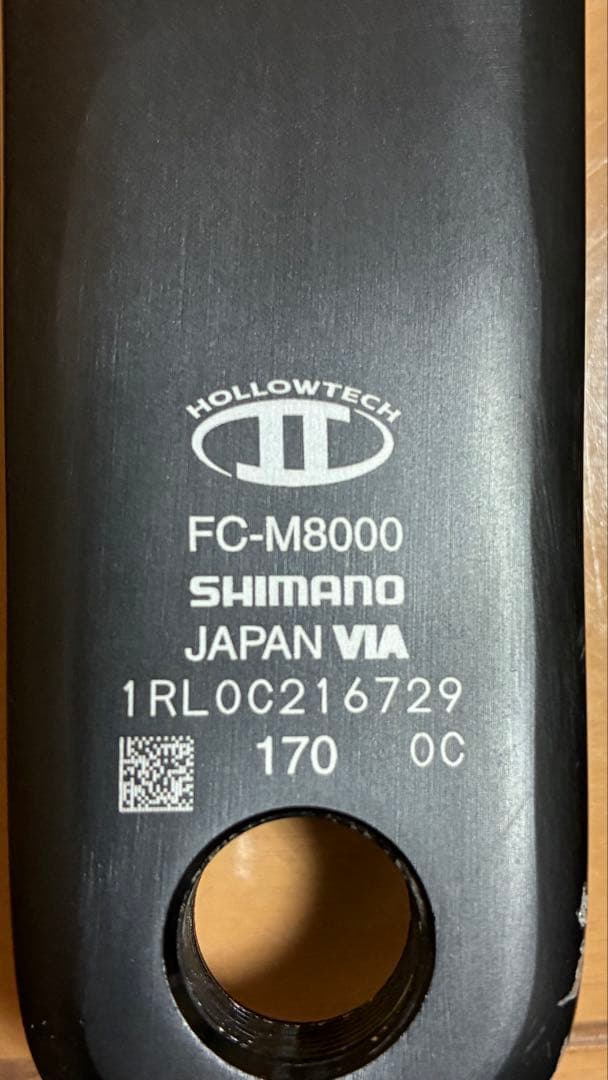 HOLLOWTECH
II
FC-M8000
SHIMANO
JAPAN VIA
1RL0C216729
170 0C